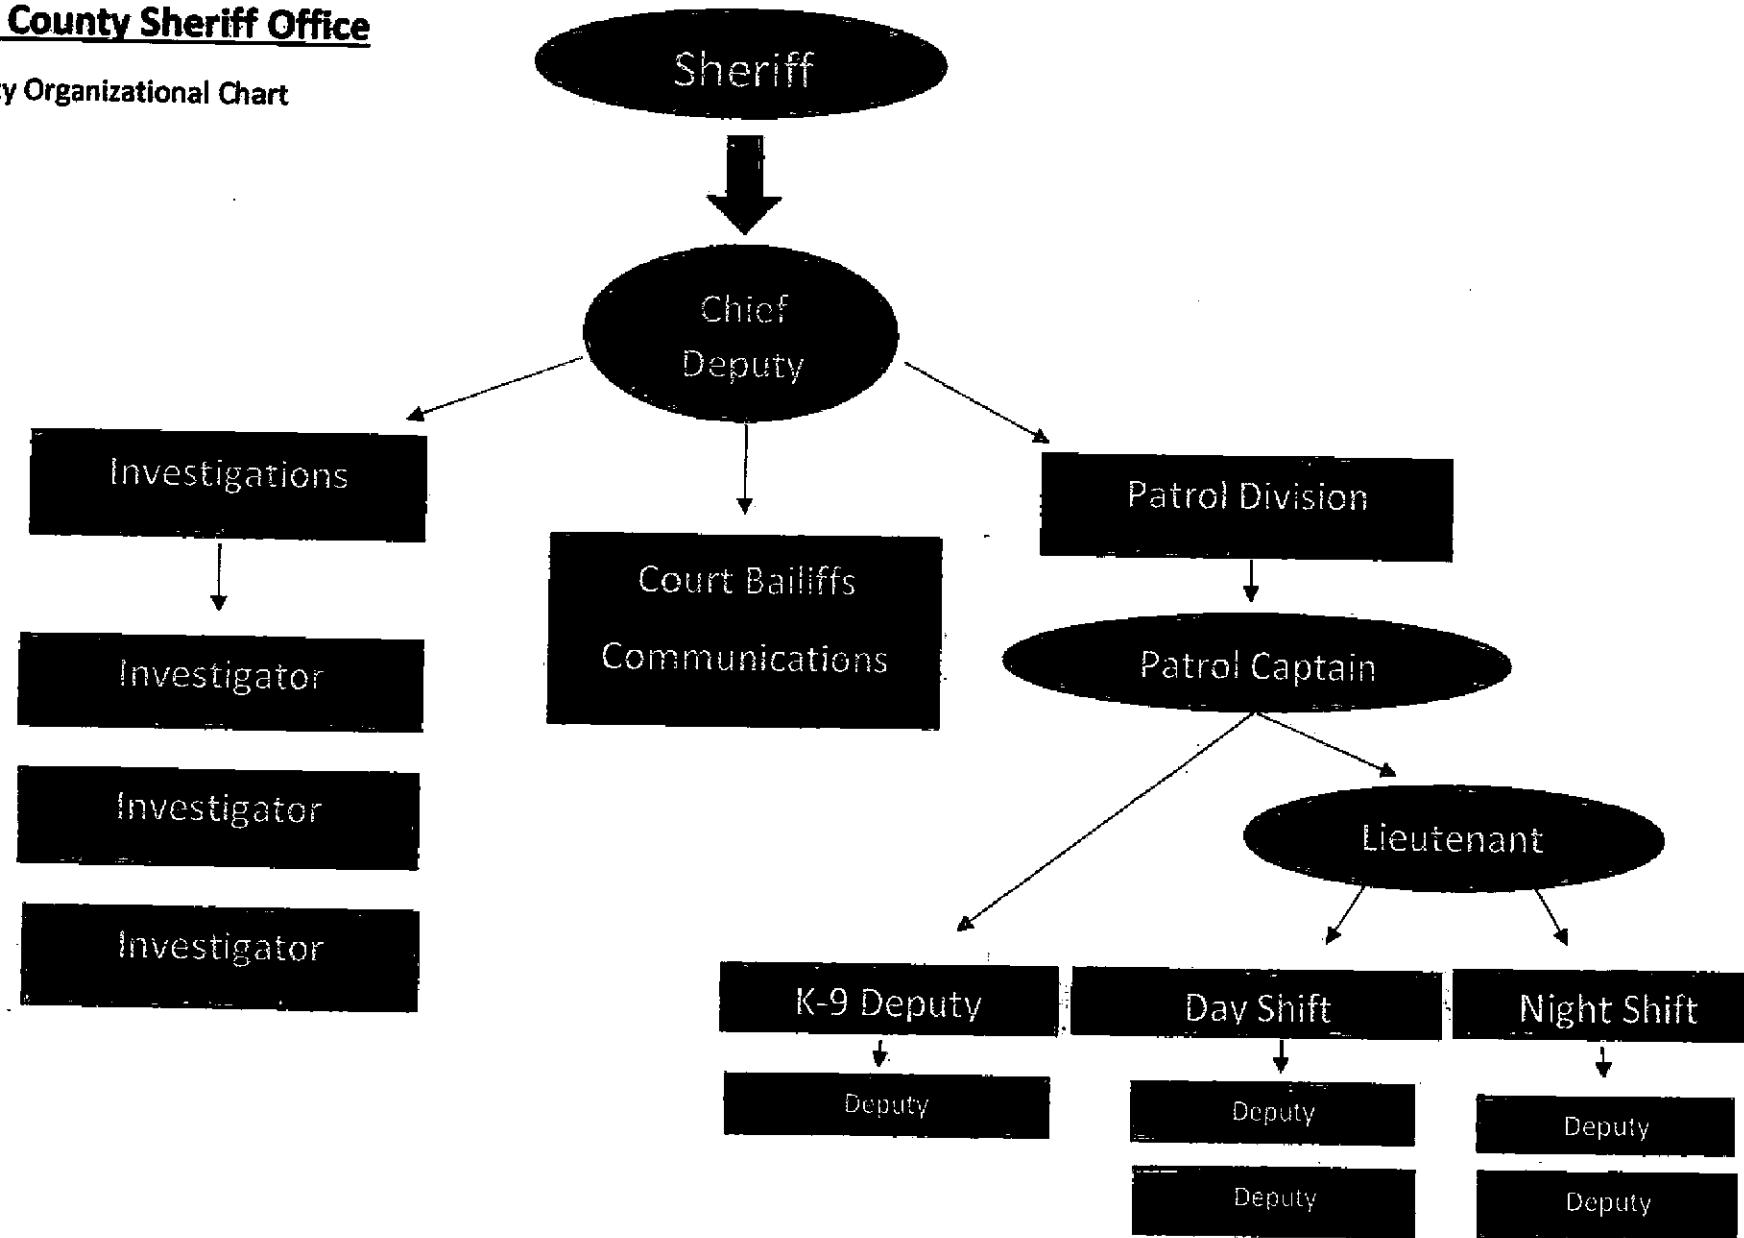 County Sheriff Office
Organizational Chart
Sheriff
Chief
Deputy
Investigations
Investigator
Investigator
Investigator
Court Bailiffs
Communications
Patrol Division
Patrol Captain
Lieutenant
K-9 Deputy
Deputy
Day Shift
Deputy
Deputy
Night Shift
Deputy
Deputy